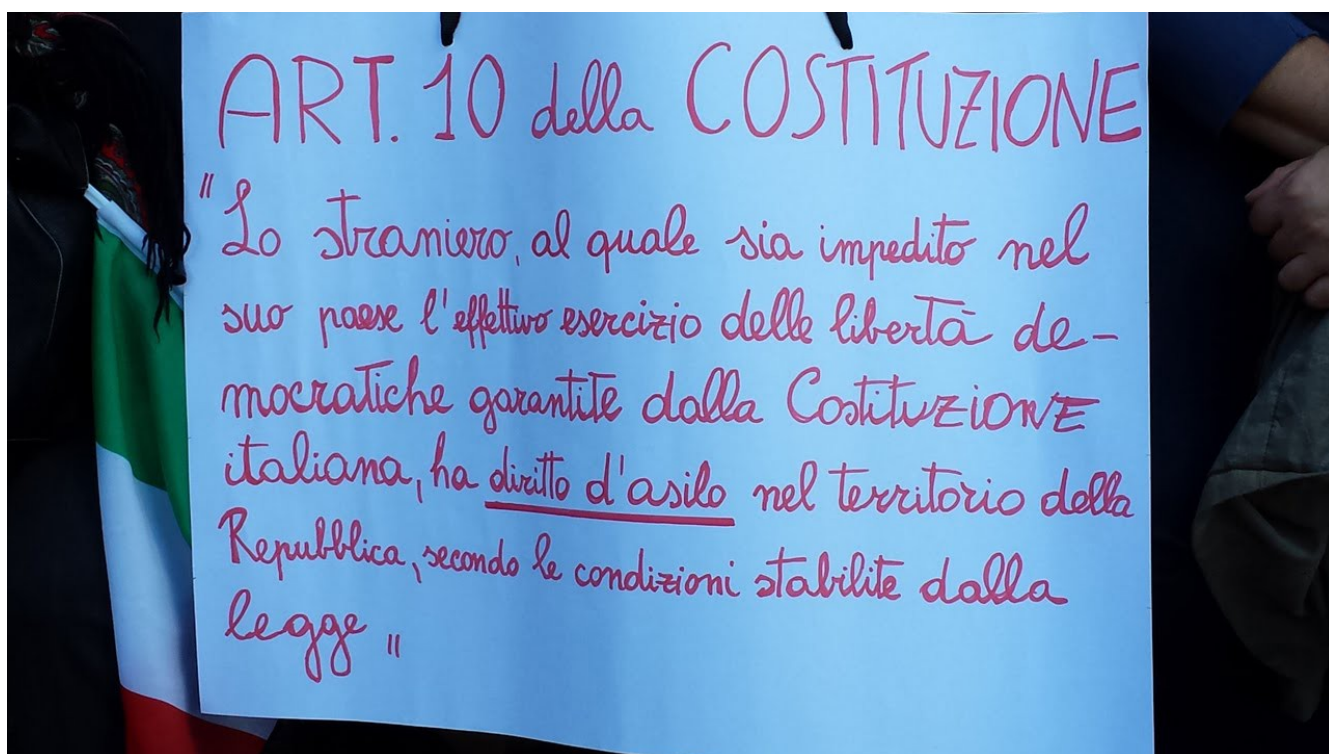 ART. 10 della COSTITUZIONE
"Lo straniero, al quale sia impedito nel
suo paese l'effettivo esercizio delle libertà de-
mocratiche garantite dalla Costituzione
italiana, ha diritto d'asilo nel territorio della
Repubblica, secondo le condizioni stabilite dalla
legge"